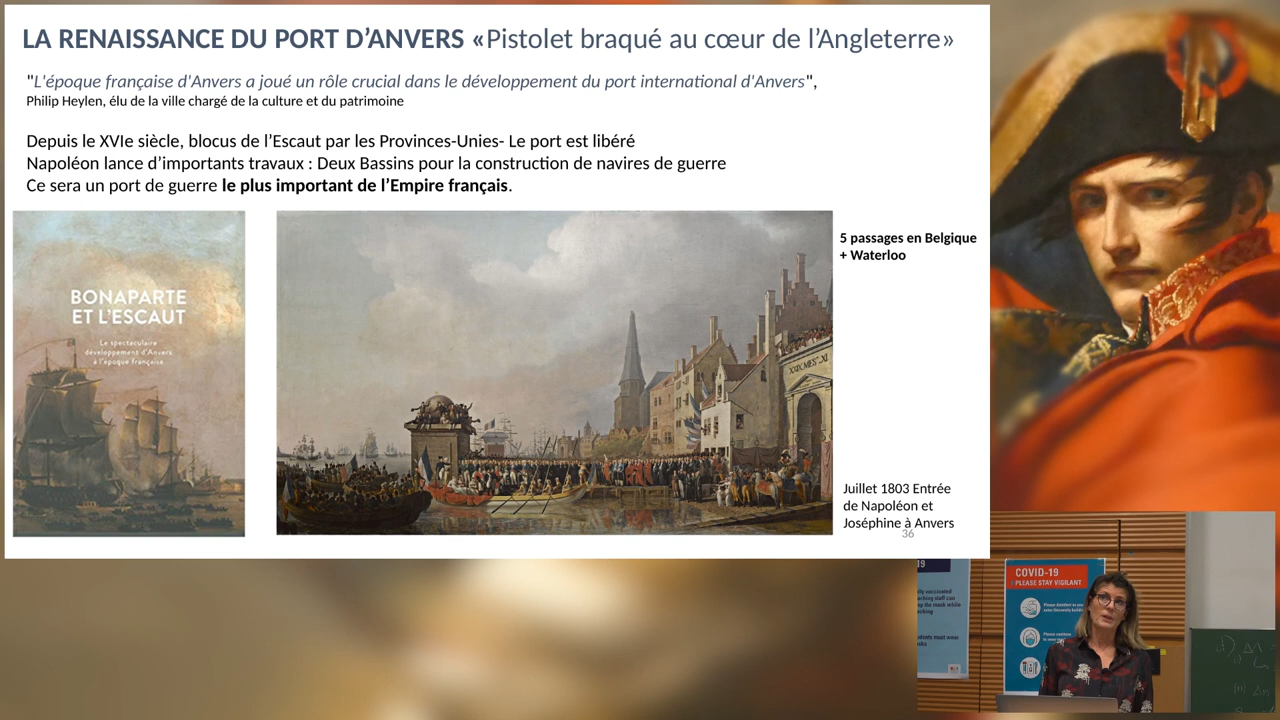 LA RENAISSANCE DU PORT D’ANVERS «Pistolet braqué au cœur de l’Angleterre»
"L'époque française d'Anvers a joué un rôle crucial dans le développement du port international d'Anvers",
Philip Heylen, élu de la ville chargé de la culture et du patrimoine
Depuis le XVIe siècle, blocus de l’Escaut par les Provinces-Unies- Le port est libéré
Napoléon lance d’importants travaux : Deux Bassins pour la construction de navires de guerre
Ce sera un port de guerre le plus important de l’Empire français.
BONAPARTE
ET L'ESCAUT
Le spectaculaire
développement d'Anvers
à l'époque française
5 passages en Belgique
+ Waterloo
Juillet 1803 Entrée
de Napoléon et
Joséphine à Anvers
36
COVID-19
PLEASE STAY VIGILANT